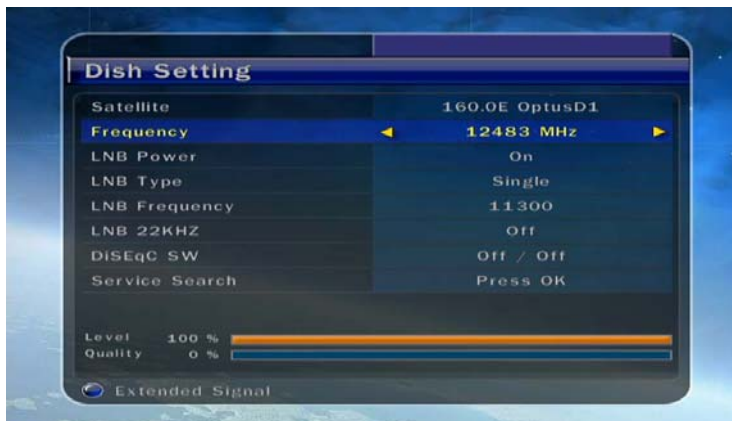 Dish Setting
Satellite 160.0E OptusD1
Frequency 12483 MHz
LNB Power On
LNB Type Single
LNB Frequency 11300
LNB 22KHZ Off
DiSEqC SW Off / Off
Service Search Press OK
Level 100 %
Quality 0 %
Extended Signal